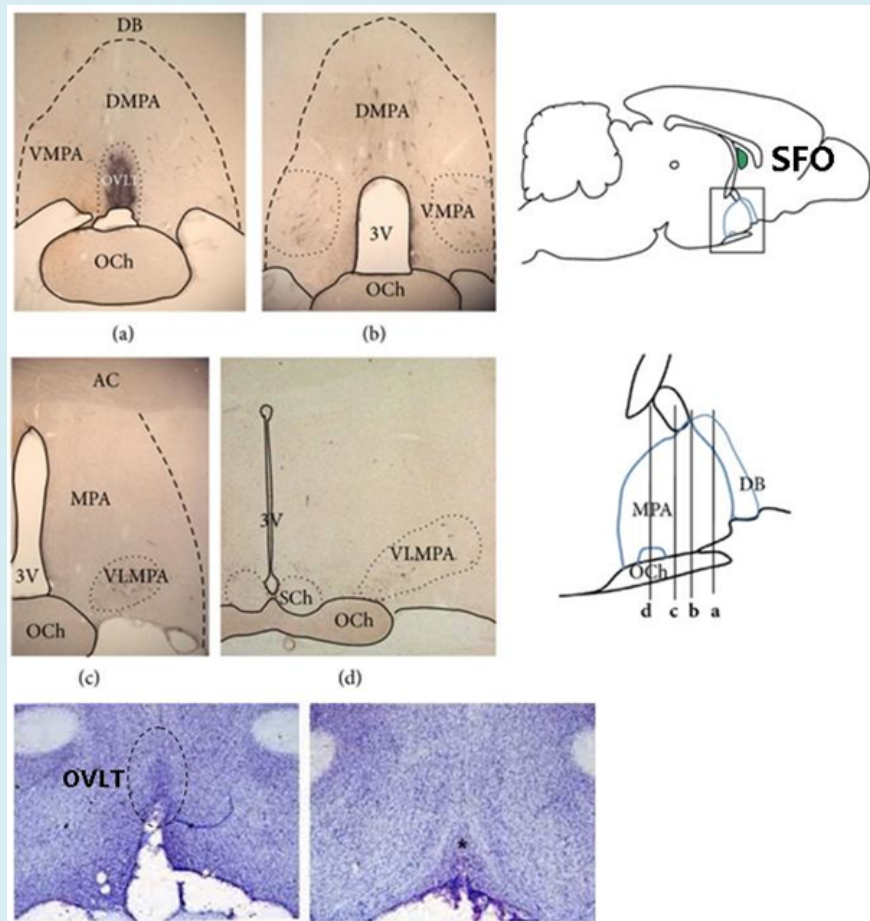 DB
DMPA
VMPA
OVLT
OCh
(a)
DMPA
VMPA
3V
OCh
(b)
SFO
AC
MPA
3V
VLMPA
OCh
(c)
3V
VLMPA
SCh
OCh
(d)
DB
MPA
OCh
d c b a
OVLT
*